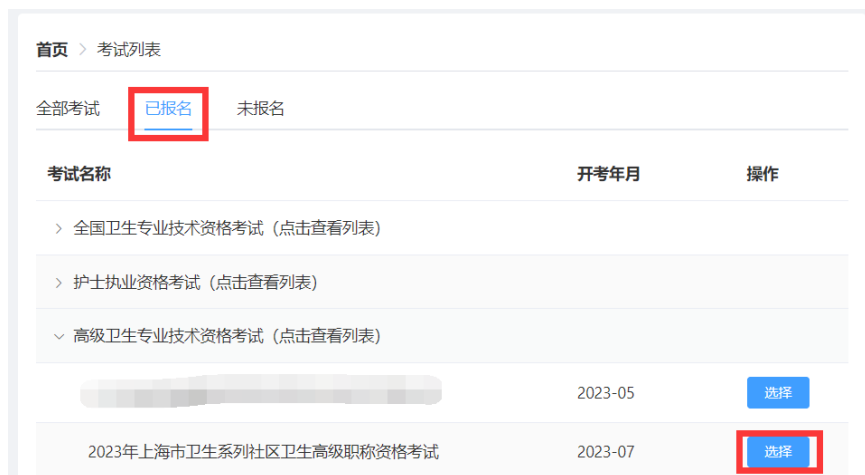 首页 > 考试列表
全部考试 已报名 未报名
考试名称 开考年月 操作
> 全国卫生专业技术资格考试（点击查看列表）
> 护士执业资格考试（点击查看列表）
高级卫生专业技术资格考试（点击查看列表）
2023-05 选择
2023年上海市卫生系列社区卫生高级职称资格考试 2023-07 选择